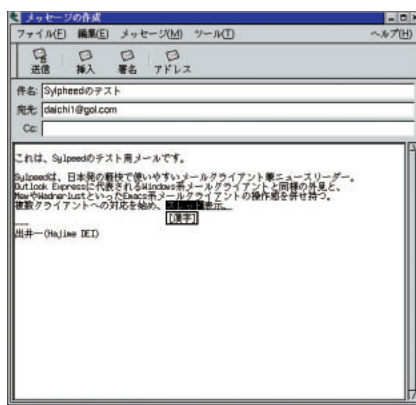 メッセージの作成
ファイル(F) 編集(E) メッセージ(M) ツール(T) ヘルプ(H)
送信 挿入 署名 アドレス
件名: Sylpheedのテスト
宛先: daichi1@gol.com
Cc:
これは、Sylpeedのテスト用メールです。
Sylpeedは、日本発の軽快で使いやすいメールクライアント兼ニュースリーダー。
Outlook Expressに代表されるWindows系メールクライアントと同様の外見と、
MewやWadnerlustといったEmacs系メールクライアントの操作感を併せ持つ。
複数クライアントへの対応を始め、スレッド表示。
[漢字]
---
出井一(Hajime DEI)